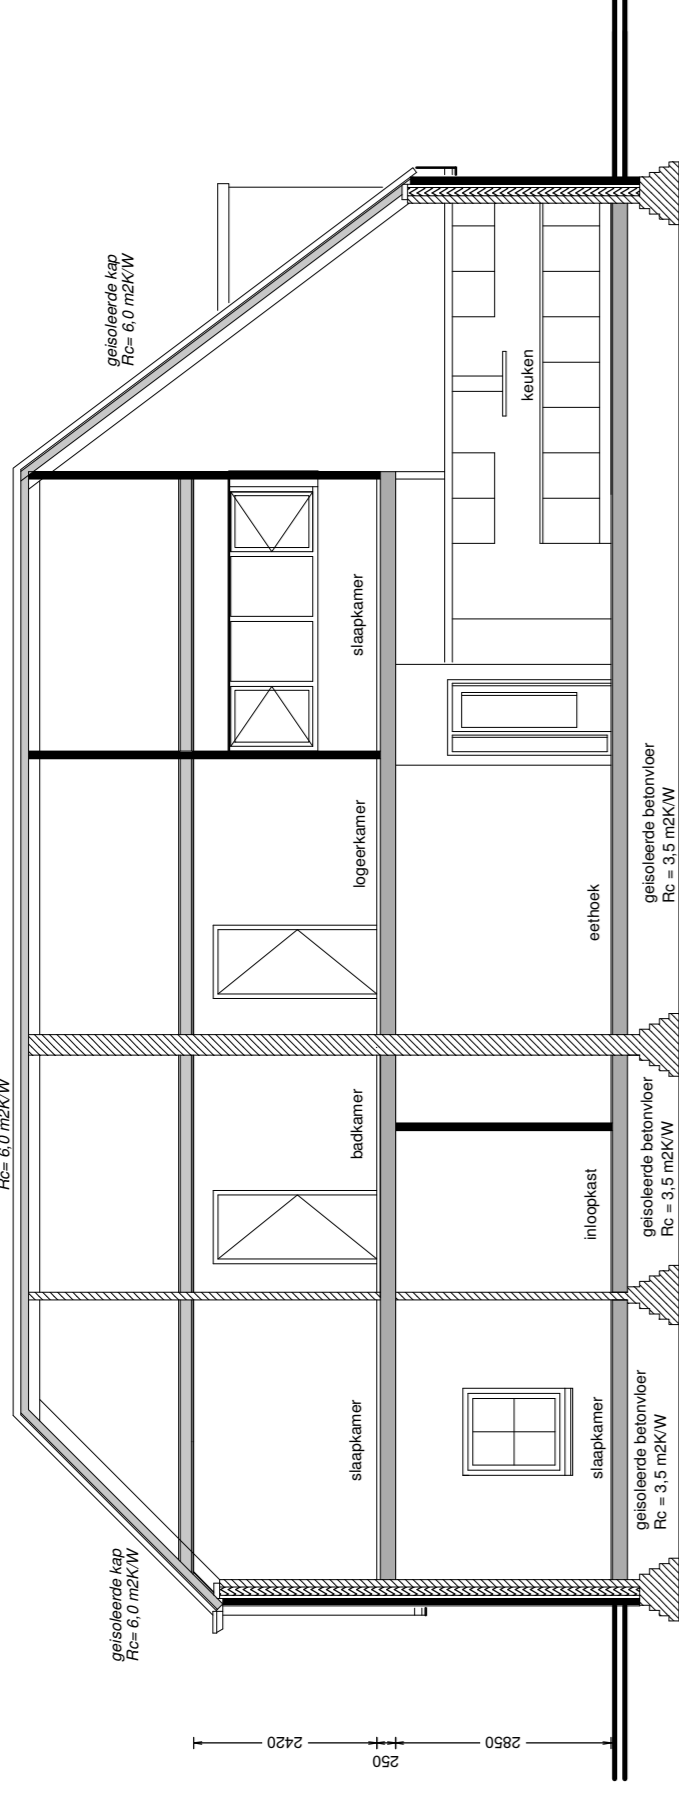 Rc= 6,0 m2K/W
geisoleerde kap
Rc= 6,0 m2K/W
geisoleerde kap
Rc= 6,0 m2K/W
slaapkamer
badkamer
logeerkamer
slaapkamer
slaapkamer
inloopkast
eethoek
keuken
geisoleerde betonvloer
Rc = 3,5 m2K/W
geisoleerde betonvloer
Rc = 3,5 m2K/W
geisoleerde betonvloer
Rc = 3,5 m2K/W
2420
250
2850